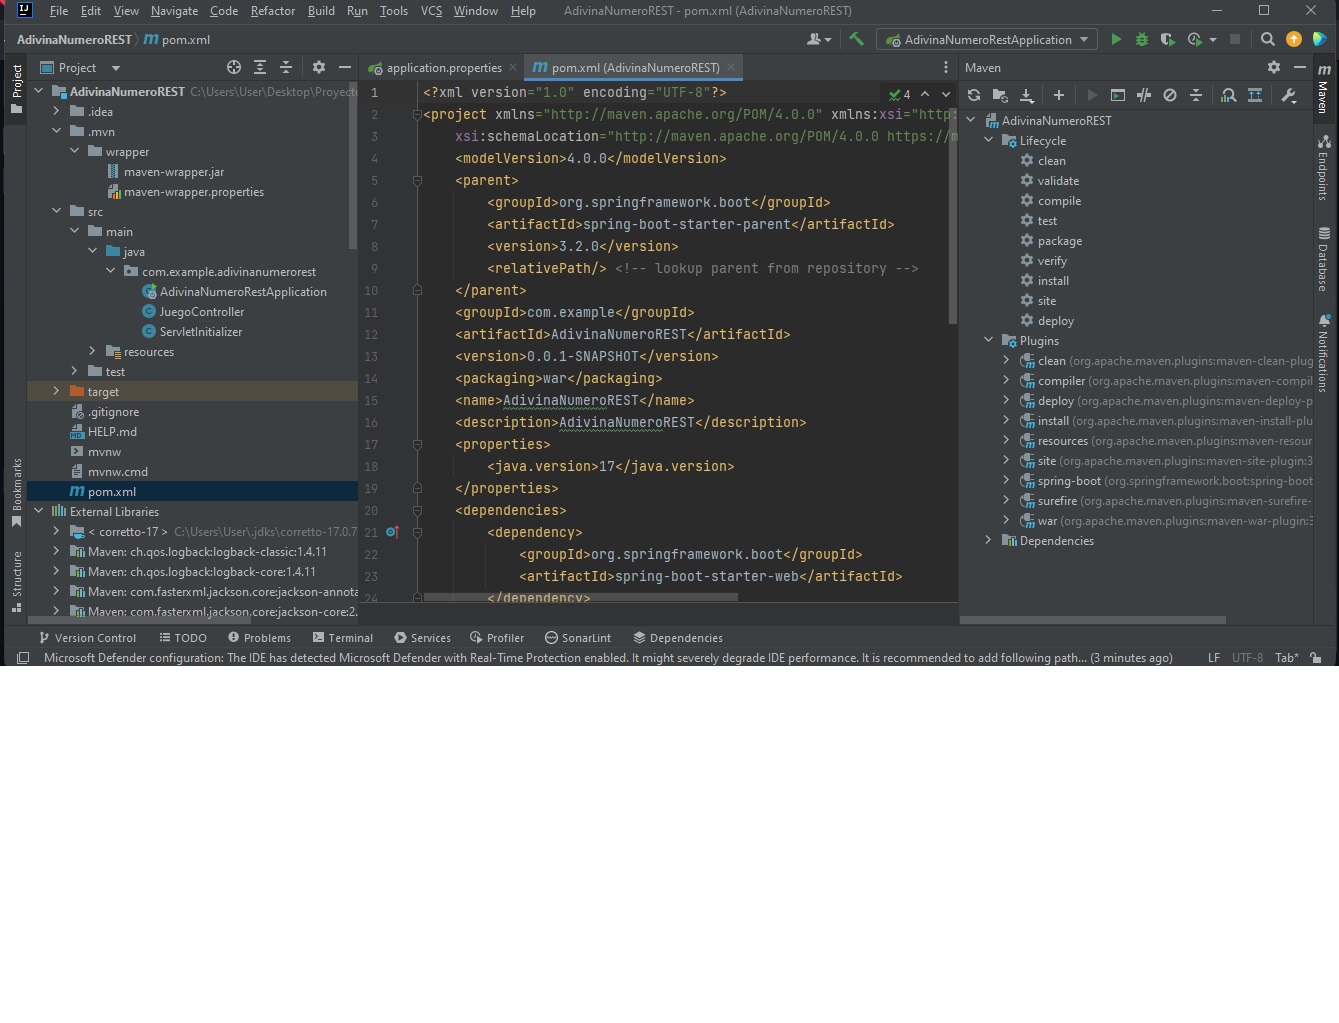 File Edit View Navigate Code Refactor Build Run Tools VCS Window Help AdivinaNumeroREST - pom.xml (AdivinaNumeroREST)
AdivinaNumeroREST pom.xml AdivinaNumeroRestApplication
Project
Bookmarks
Structure
Project
AdivinaNumeroREST C:\Users\User\Desktop\Proyecto
.idea
.mvn
wrapper
maven-wrapper.jar
maven-wrapper.properties
src
main
java
com.example.adivinanumerorest
AdivinaNumeroRestApplication
JuegoController
ServletInitializer
resources
test
target
.gitignore
HELP.md
mvnw
mvnw.cmd
pom.xml
External Libraries
< corretto-17 > C:\Users\User\.jdks\corretto-17.0.7
Maven: ch.qos.logback:logback-classic:1.4.11
Maven: ch.qos.logback:logback-core:1.4.11
Maven: com.fasterxml.jackson.core:jackson-annota
Maven: com.fasterxml.jackson.core:jackson-core:2.
application.properties pom.xml (AdivinaNumeroREST)
4
1 <?xml version="1.0" encoding="UTF-8"?>
2 <project xmlns="http://maven.apache.org/POM/4.0.0" xmlns:xsi="http:
3 xsi:schemaLocation="http://maven.apache.org/POM/4.0.0 https://m
4 <modelVersion>4.0.0</modelVersion>
5 <parent>
6 <groupId>org.springframework.boot</groupId>
7 <artifactId>spring-boot-starter-parent</artifactId>
8 <version>3.2.0</version>
9 <relativePath/> <!-- lookup parent from repository -->
10 </parent>
11 <groupId>com.example</groupId>
12 <artifactId>AdivinaNumeroREST</artifactId>
13 <version>0.0.1-SNAPSHOT</version>
14 <packaging>war</packaging>
15 <name>AdivinaNumeroREST</name>
16 <description>AdivinaNumeroREST</description>
17 <properties>
18 <java.version>17</java.version>
19 </properties>
20 <dependencies>
21 <dependency>
22 <groupId>org.springframework.boot</groupId>
23 <artifactId>spring-boot-starter-web</artifactId>
24 </dependency>
Maven
AdivinaNumeroREST
Lifecycle
clean
validate
compile
test
package
verify
install
site
deploy
Plugins
clean (org.apache.maven.plugins:maven-clean-plug
compiler (org.apache.maven.plugins:maven-compil
deploy (org.apache.maven.plugins:maven-deploy-p
install (org.apache.maven.plugins:maven-install-plu
resources (org.apache.maven.plugins:maven-resour
site (org.apache.maven.plugins:maven-site-plugin:3
spring-boot (org.springframework.boot:spring-boot
surefire (org.apache.maven.plugins:maven-surefire-
war (org.apache.maven.plugins:maven-war-plugin:3
Dependencies
Maven
Endpoints
Database
Notifications
Version Control TODO Problems Terminal Services Profiler SonarLint Dependencies
Microsoft Defender configuration: The IDE has detected Microsoft Defender with Real-Time Protection enabled. It might severely degrade IDE performance. It is recommended to add following path... (3 minutes ago) LF UTF-8 Tab*